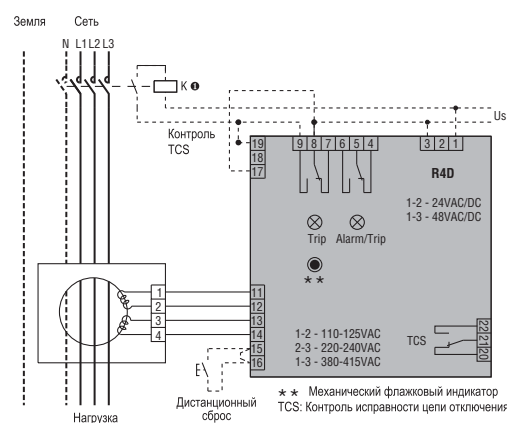 Земля
Сеть
N L1 L2 L3
K ❶
Us
Контроль
TCS
19
18
17
9 8 7 6 5 4
3 2 1
R4D
1-2 - 24VAC/DC
1-3 - 48VAC/DC
Trip
Alarm/Trip
**
1
2
3
4
11
12
13
14
15
16
1-2 - 110-125VAC
2-3 - 220-240VAC
1-3 - 380-415VAC
TCS
22
21
20
Дистанционный
сброс
Нагрузка
** Механический флажковый индикатор
TCS: Контроль исправности цепи отключения